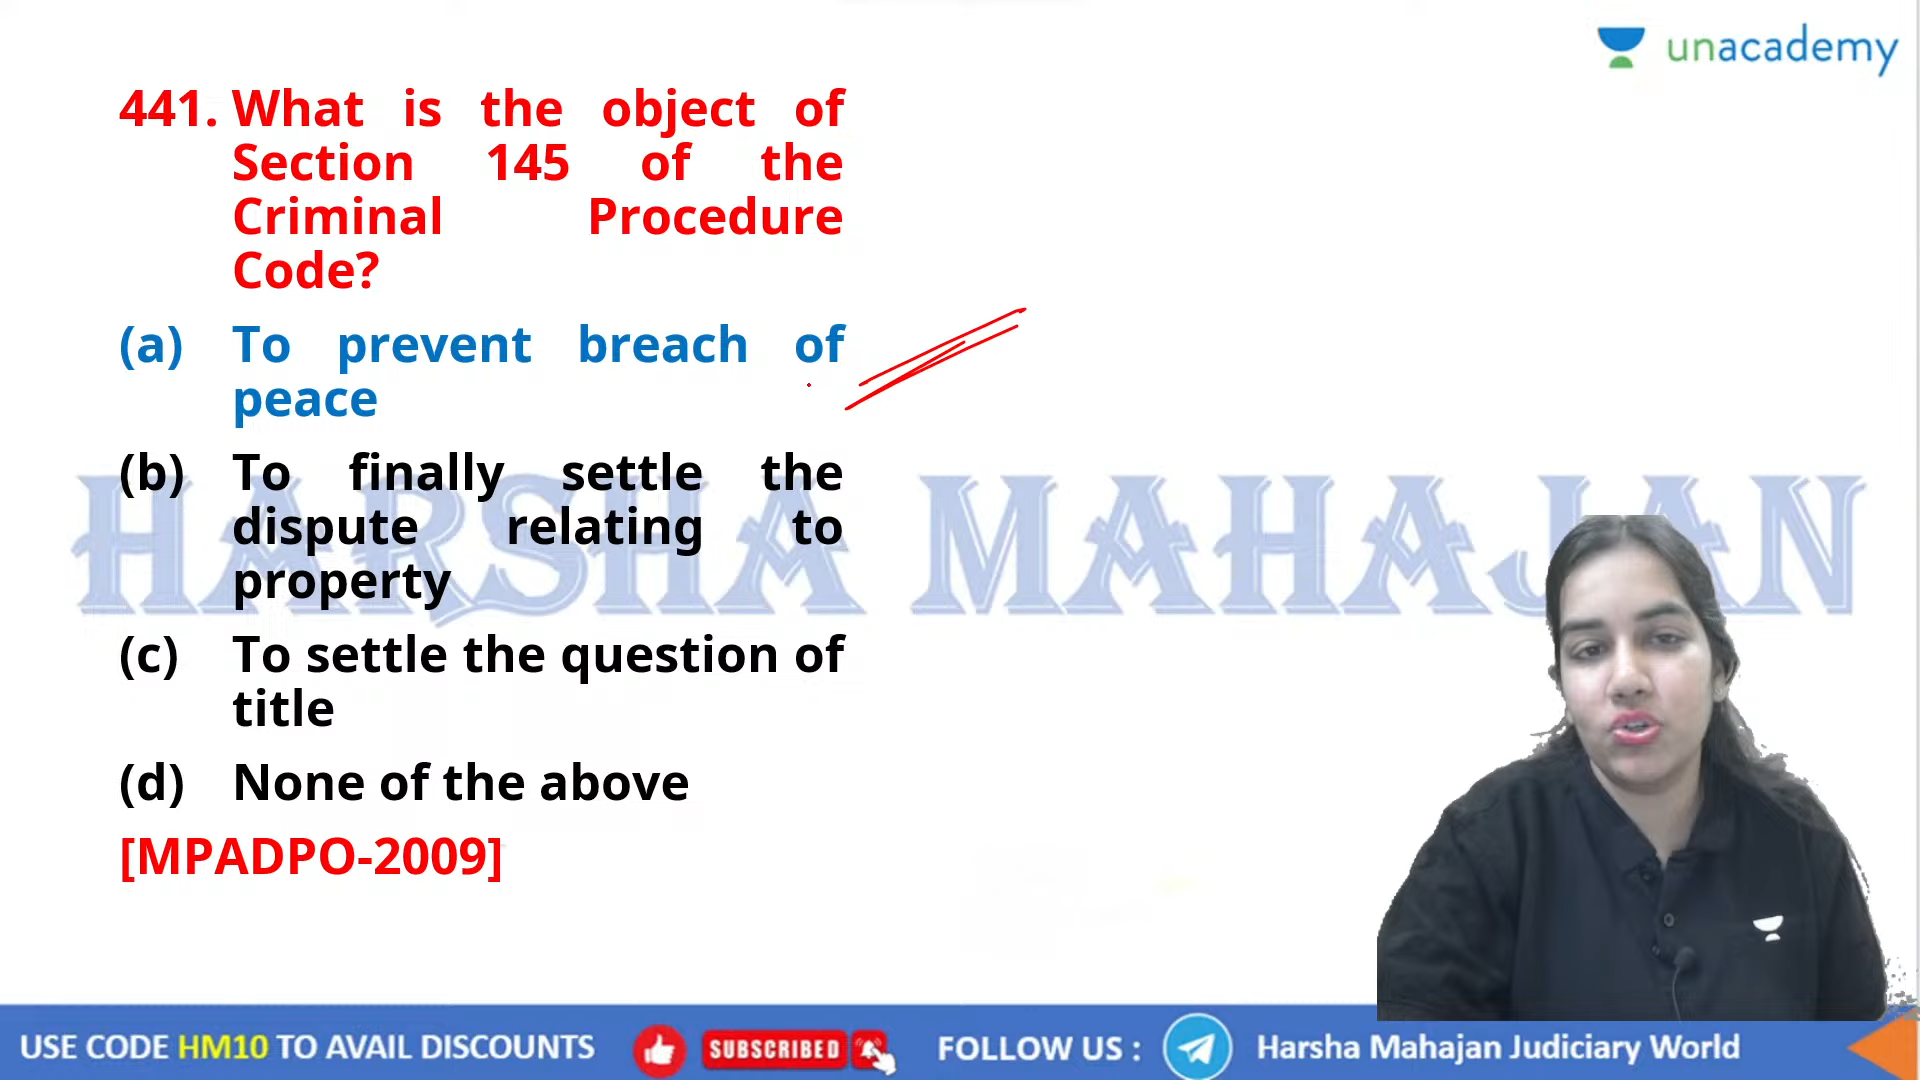 unacademy
441. What is the object of
Section 145 of the
Criminal Procedure
Code?
(a) To prevent breach of
peace
(b) To finally settle the
dispute relating to
property
(c) To settle the question of
title
(d) None of the above
[MPADPO-2009]
HARSHA MAHAJAN
USE CODE HM10 TO AVAIL DISCOUNTS
SUBSCRIBED
FOLLOW US :
Harsha Mahajan Judiciary World